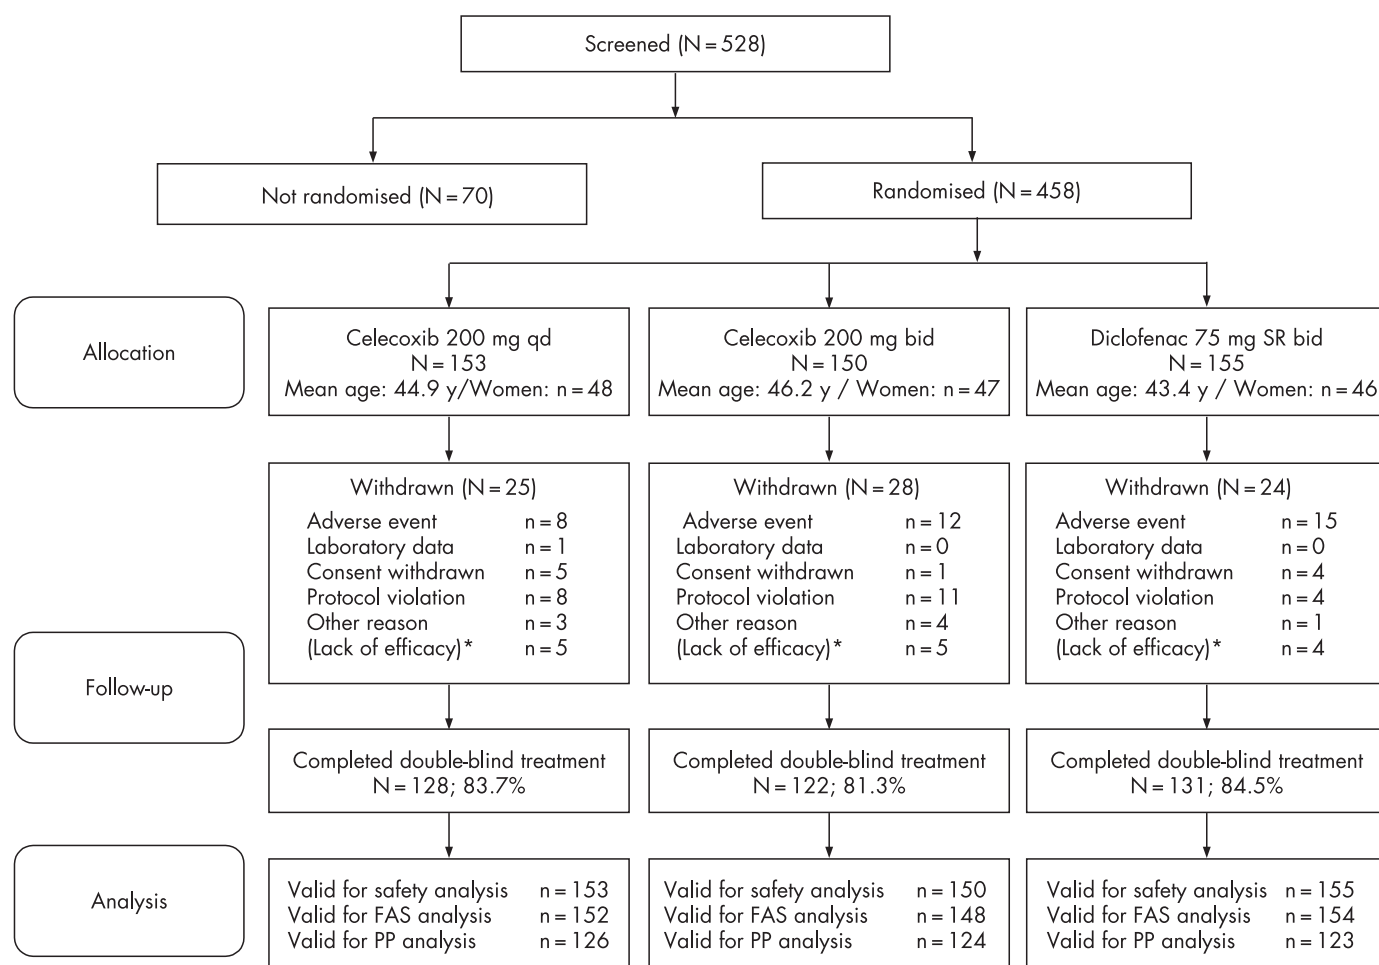 Screened (N = 528)
Not randomised (N = 70)
Randomised (N = 458)
Allocation
Celecoxib 200 mg qd
N = 153
Mean age: 44.9 y/Women: n = 48
Celecoxib 200 mg bid
N = 150
Mean age: 46.2 y / Women: n = 47
Diclofenac 75 mg SR bid
N = 155
Mean age: 43.4 y / Women: n = 46
Follow-up
Withdrawn (N = 25)
Adverse event n = 8
Laboratory data n = 1
Consent withdrawn n = 5
Protocol violation n = 8
Other reason n = 3
(Lack of efficacy)* n = 5
Withdrawn (N = 28)
Adverse event n = 12
Laboratory data n = 0
Consent withdrawn n = 1
Protocol violation n = 11
Other reason n = 4
(Lack of efficacy)* n = 5
Withdrawn (N = 24)
Adverse event n = 15
Laboratory data n = 0
Consent withdrawn n = 4
Protocol violation n = 4
Other reason n = 1
(Lack of efficacy)* n = 4
Completed double-blind treatment
N = 128; 83.7%
Completed double-blind treatment
N = 122; 81.3%
Completed double-blind treatment
N = 131; 84.5%
Analysis
Valid for safety analysis n = 153
Valid for FAS analysis n = 152
Valid for PP analysis n = 126
Valid for safety analysis n = 150
Valid for FAS analysis n = 148
Valid for PP analysis n = 124
Valid for safety analysis n = 155
Valid for FAS analysis n = 154
Valid for PP analysis n = 123